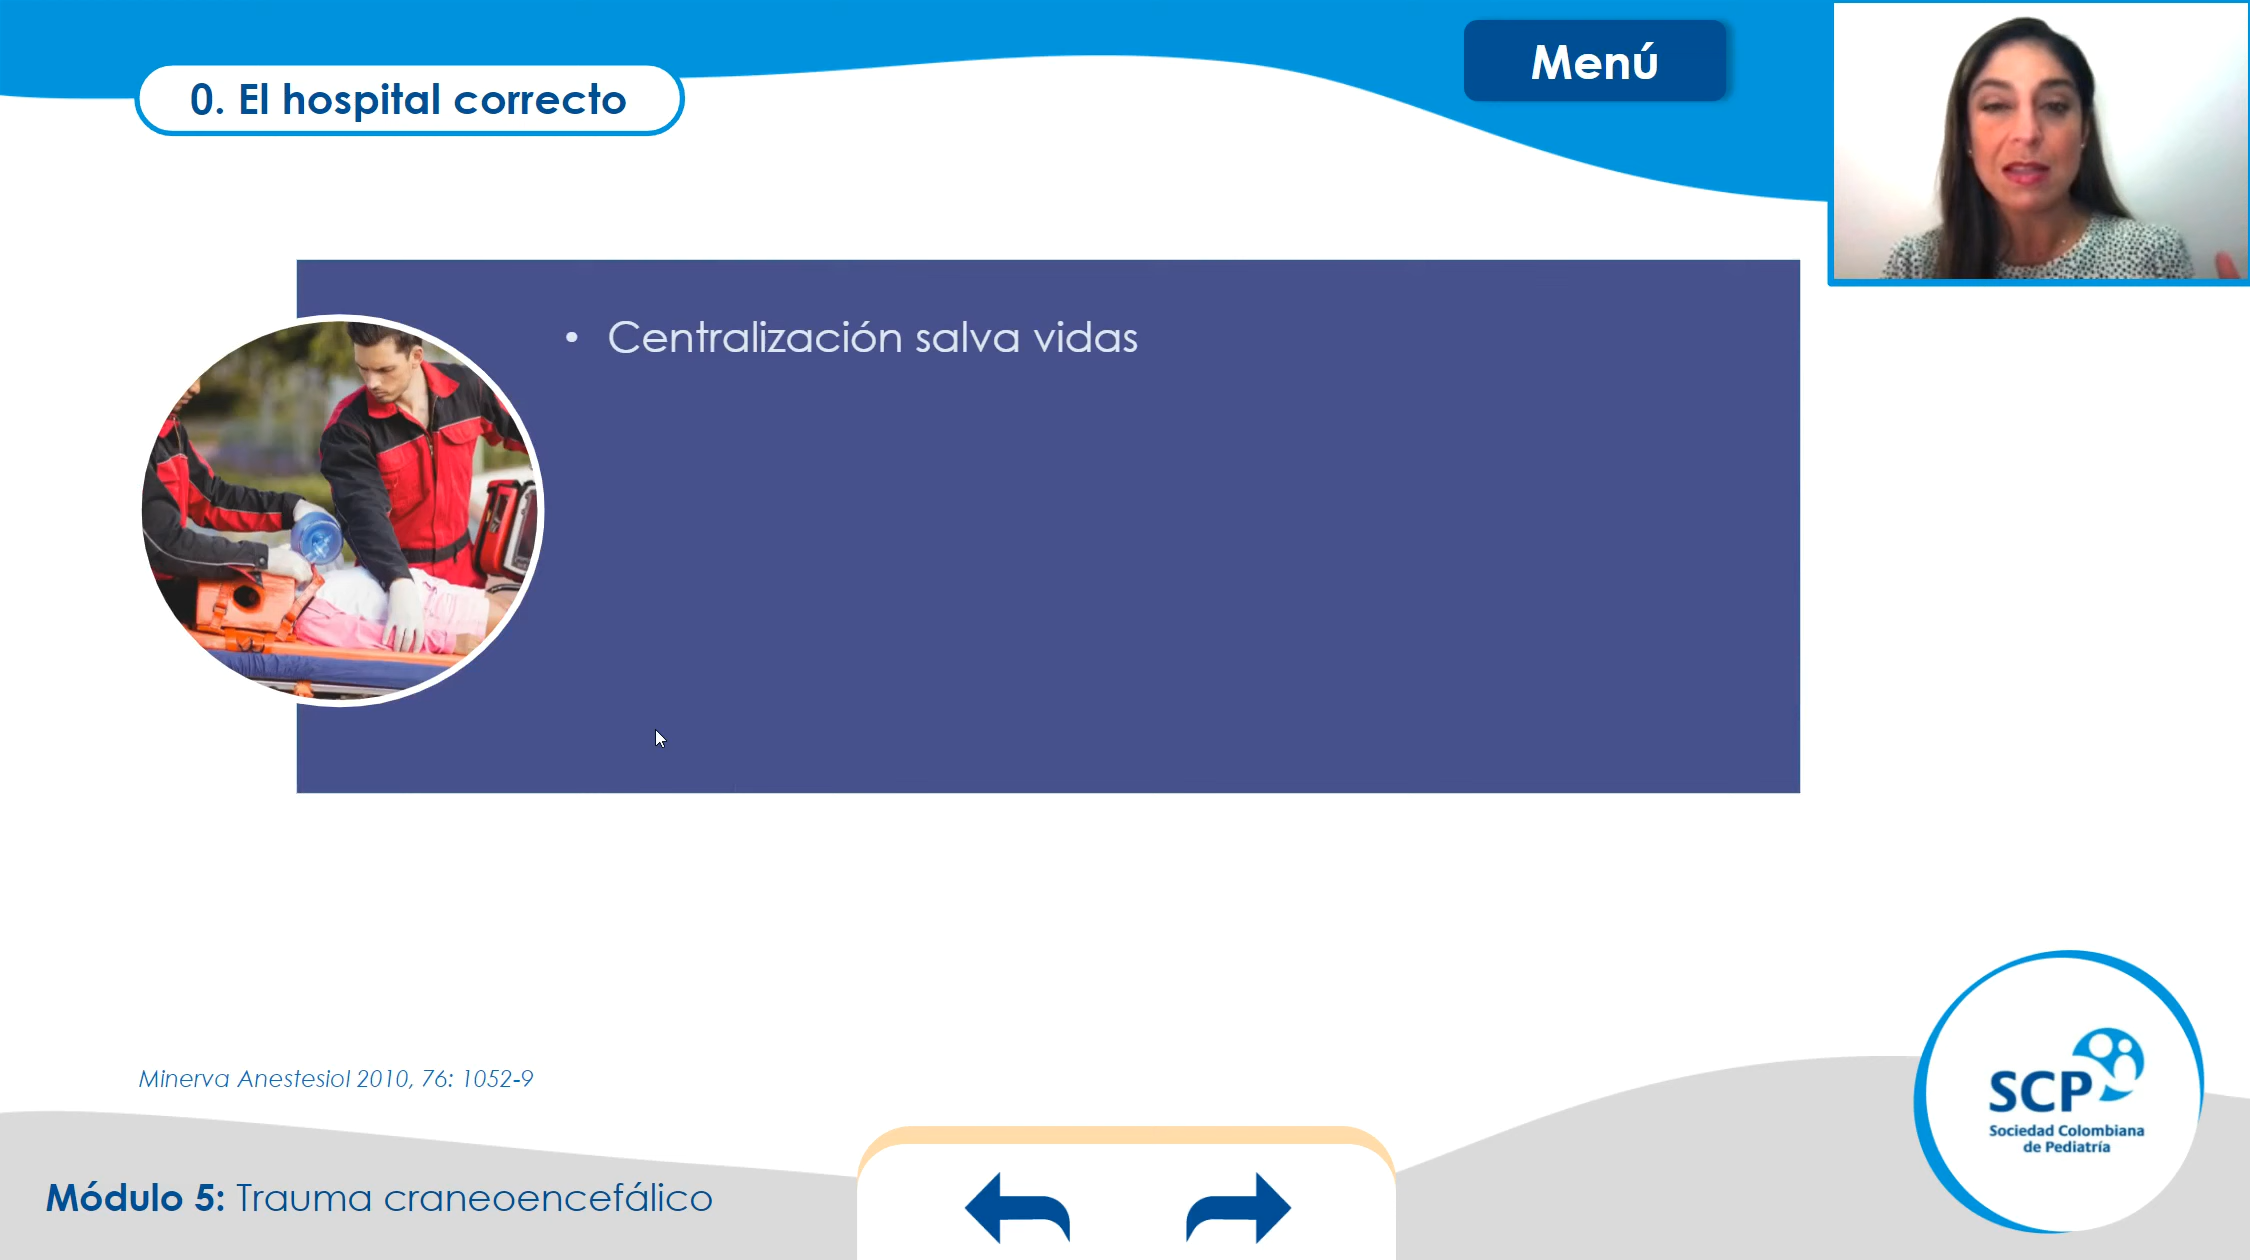 0. El hospital correcto
Menú
• Centralización salva vidas
Minerva Anestesiol 2010, 76: 1052-9
Módulo 5: Trauma craneoencefálico
SCP
Sociedad Colombiana
de Pediatría